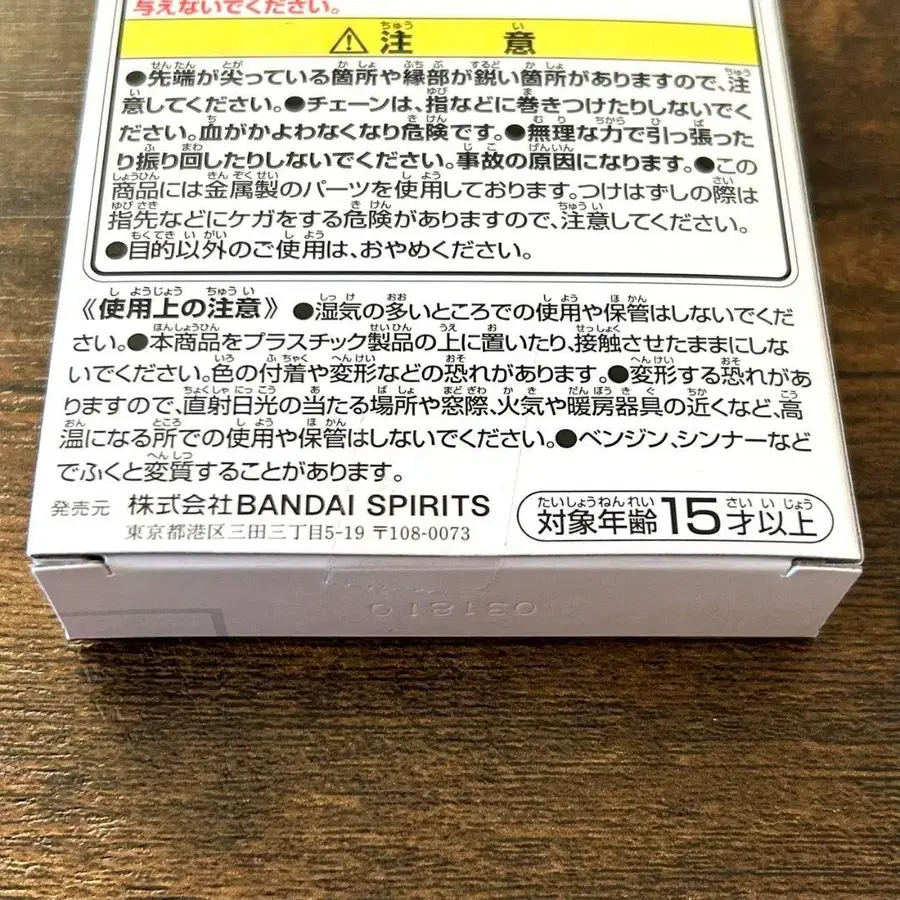 与えないでください。
⚠注意
●先端が尖っている箇所や縁部が鋭い箇所がありますので、注
意してください。●チェーンは、指などに巻きつけたりしないでく
ださい。血がかよわなくなり危険です。●無理な力で引っ張った
り振り回したりしないでください。事故の原因になります。●この
商品には金属製のパーツを使用しております。つけはずしの際は
指先などにケガをする危険がありますので、注意してください。
●目的以外のご使用は、おやめください。
《使用上の注意》●湿気の多いところでの使用や保管はしないでくだ
さい。●本商品をプラスチック製品の上に置いたり、接触させたままにしな
いでください。色の付着や変形などの恐れがあります。●変形する恐れがあ
りますので、直射日光の当たる場所や窓際、火気や暖房器具の近くなど、高
温になる所での使用や保管はしないでください。●ベンジン、シンナーなど
でふくと変質することがあります。
発売元 株式会社BANDAI SPIRITS
東京都港区三田三丁目5-19 〒108-0073
対象年齢15才以上
031810